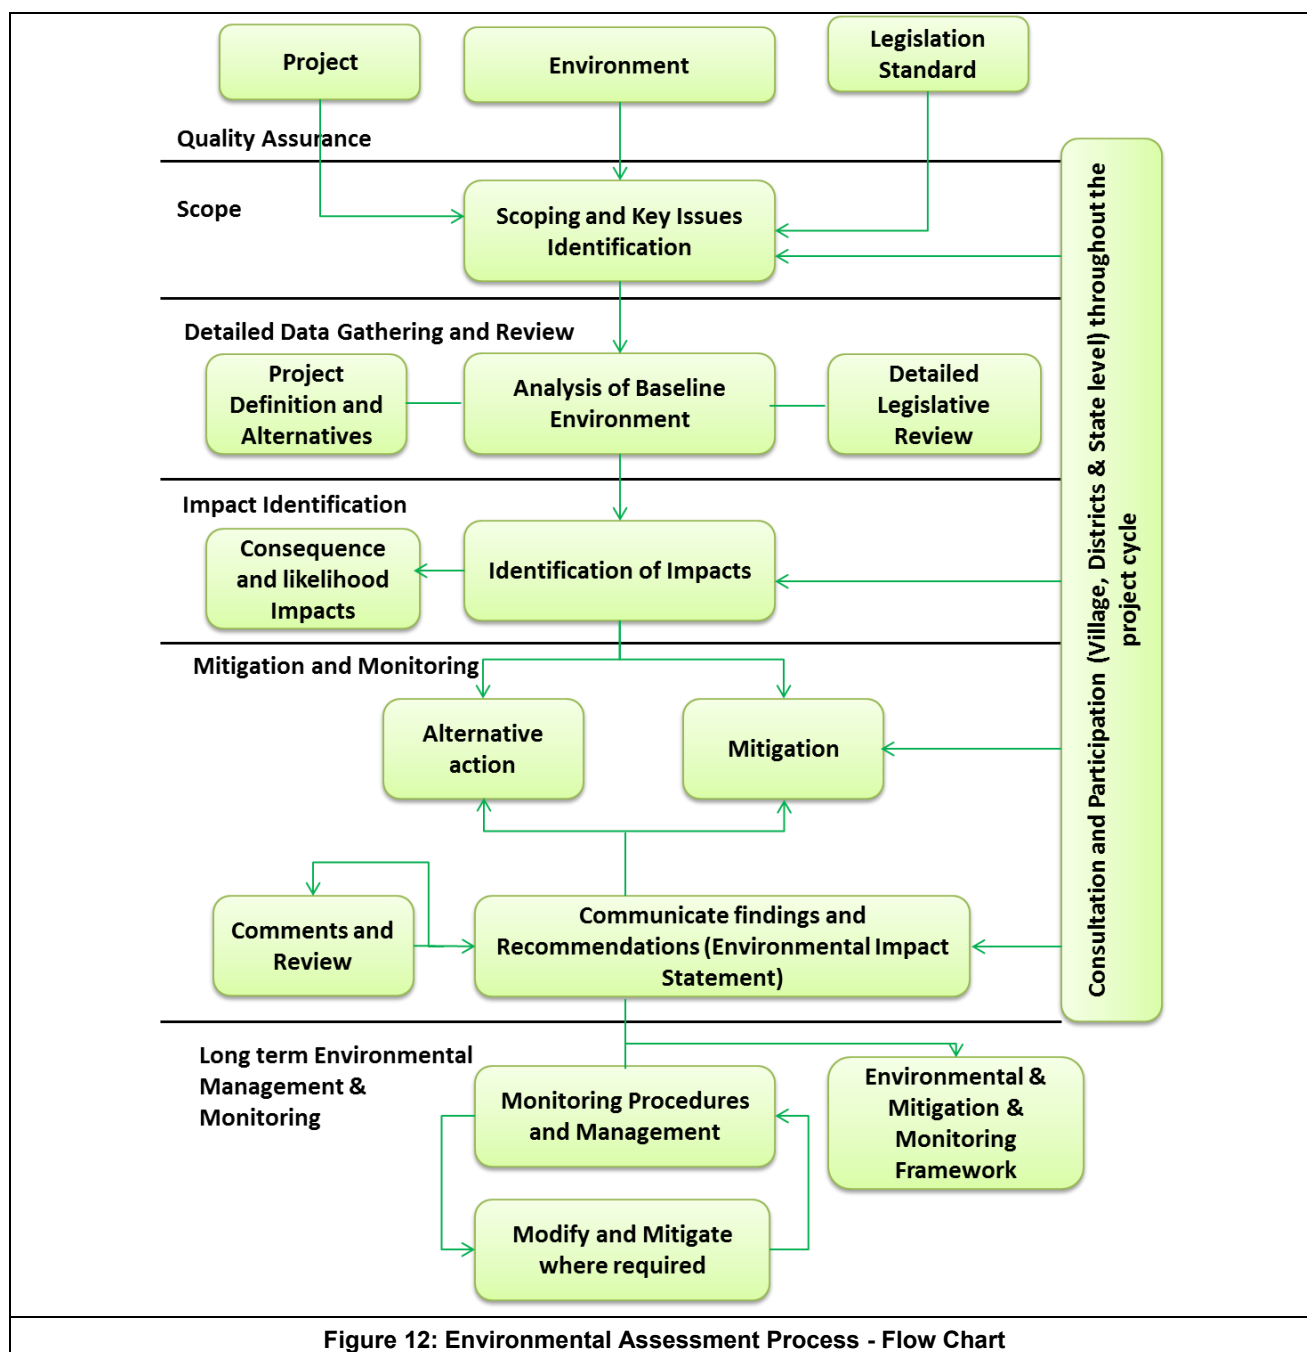 Project
Environment
Legislation
Standard
Quality Assurance
Scope
Scoping and Key Issues
Identification
Detailed Data Gathering and Review
Project
Definition and
Alternatives
Analysis of Baseline
Environment
Detailed
Legislative
Review
Impact Identification
Consequence
and likelihood
Impacts
Identification of Impacts
Mitigation and Monitoring
Alternative
action
Mitigation
Comments and
Review
Communicate findings and
Recommendations (Environmental Impact
Statement)
Consultation and Participation (Village, Districts & State level) throughout the
project cycle
Long term Environmental
Management &
Monitoring
Monitoring Procedures
and Management
Environmental &
Mitigation &
Monitoring
Framework
Modify and Mitigate
where required
Figure 12: Environmental Assessment Process - Flow Chart